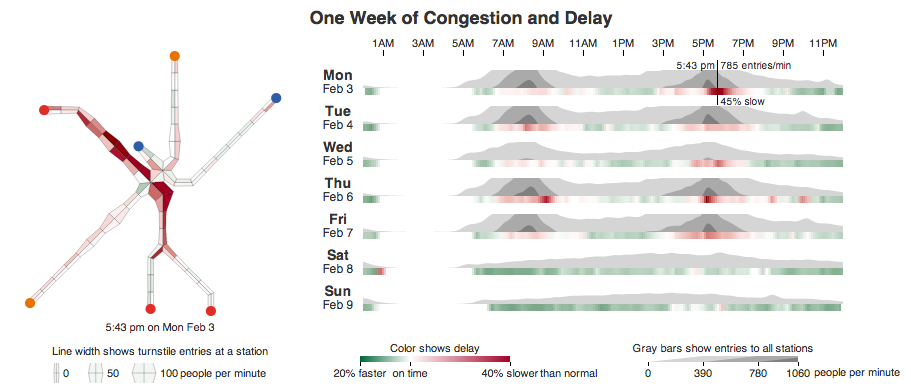 One Week of Congestion and Delay
1AM 3AM 5AM 7AM 9AM 11AM 1PM 3PM 5PM 7PM 9PM 11PM
5:43 pm 785 entries/min
Mon
Feb 3
45% slow
Tue
Feb 4
Wed
Feb 5
Thu
Feb 6
Fri
Feb 7
Sat
Feb 8
Sun
Feb 9
5:43 pm on Mon Feb 3
Line width shows turnstile entries at a station
0 50 100 people per minute
Color shows delay
20% faster on time 40% slower than normal
Gray bars show entries to all stations
0 390 780 1060 people per minute